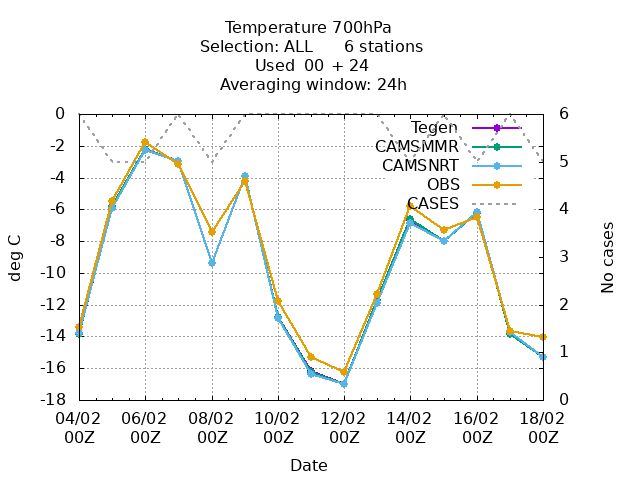 Temperature 700hPa
Selection: ALL 6 stations
Used 00 + 24
Averaging window: 24h
Tegen
CAMSMMR
CAMSNRT
OBS
CASES
deg C
No cases
0
-2
-4
-6
-8
-10
-12
-14
-16
-18
6
5
4
3
2
1
0
04/02 06/02 08/02 10/02 12/02 14/02 16/02 18/02
00Z 00Z 00Z 00Z 00Z 00Z 00Z 00Z
Date